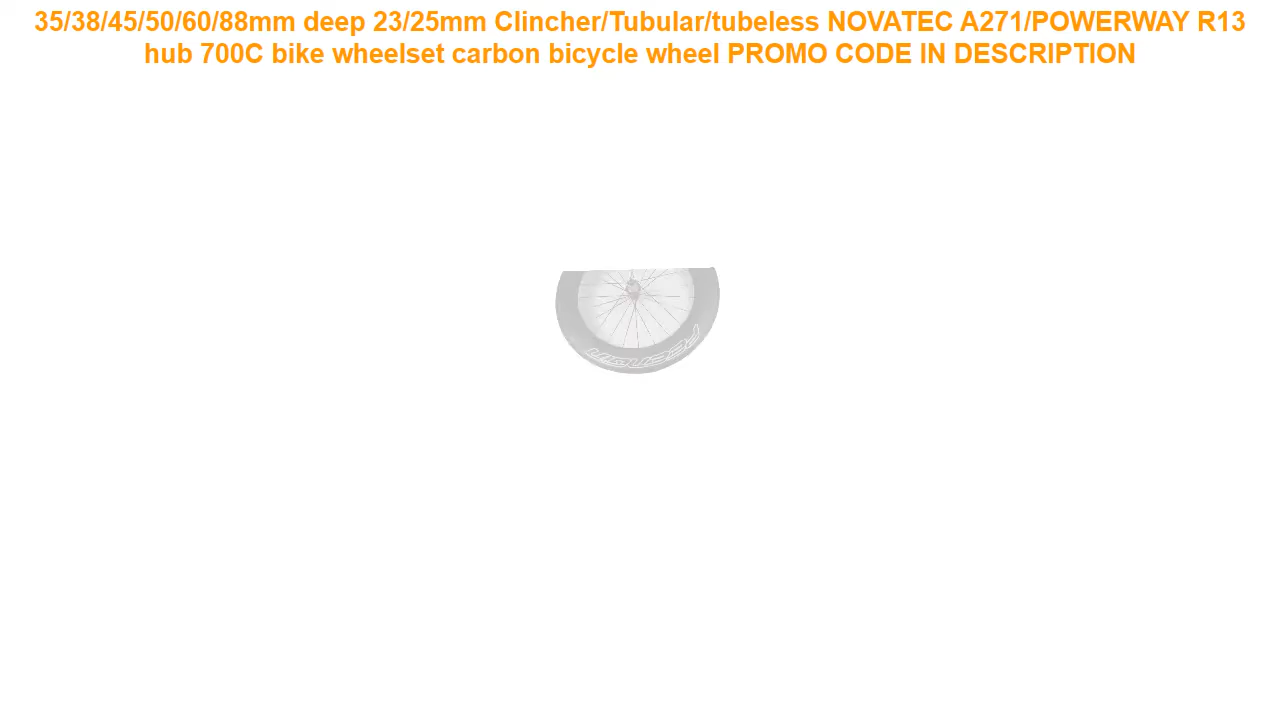 35/38/45/50/60/88mm deep 23/25mm Clincher/Tubular/tubeless NOVATEC A271/POWERWAY R13
hub 700C bike wheelset carbon bicycle wheel PROMO CODE IN DESCRIPTION